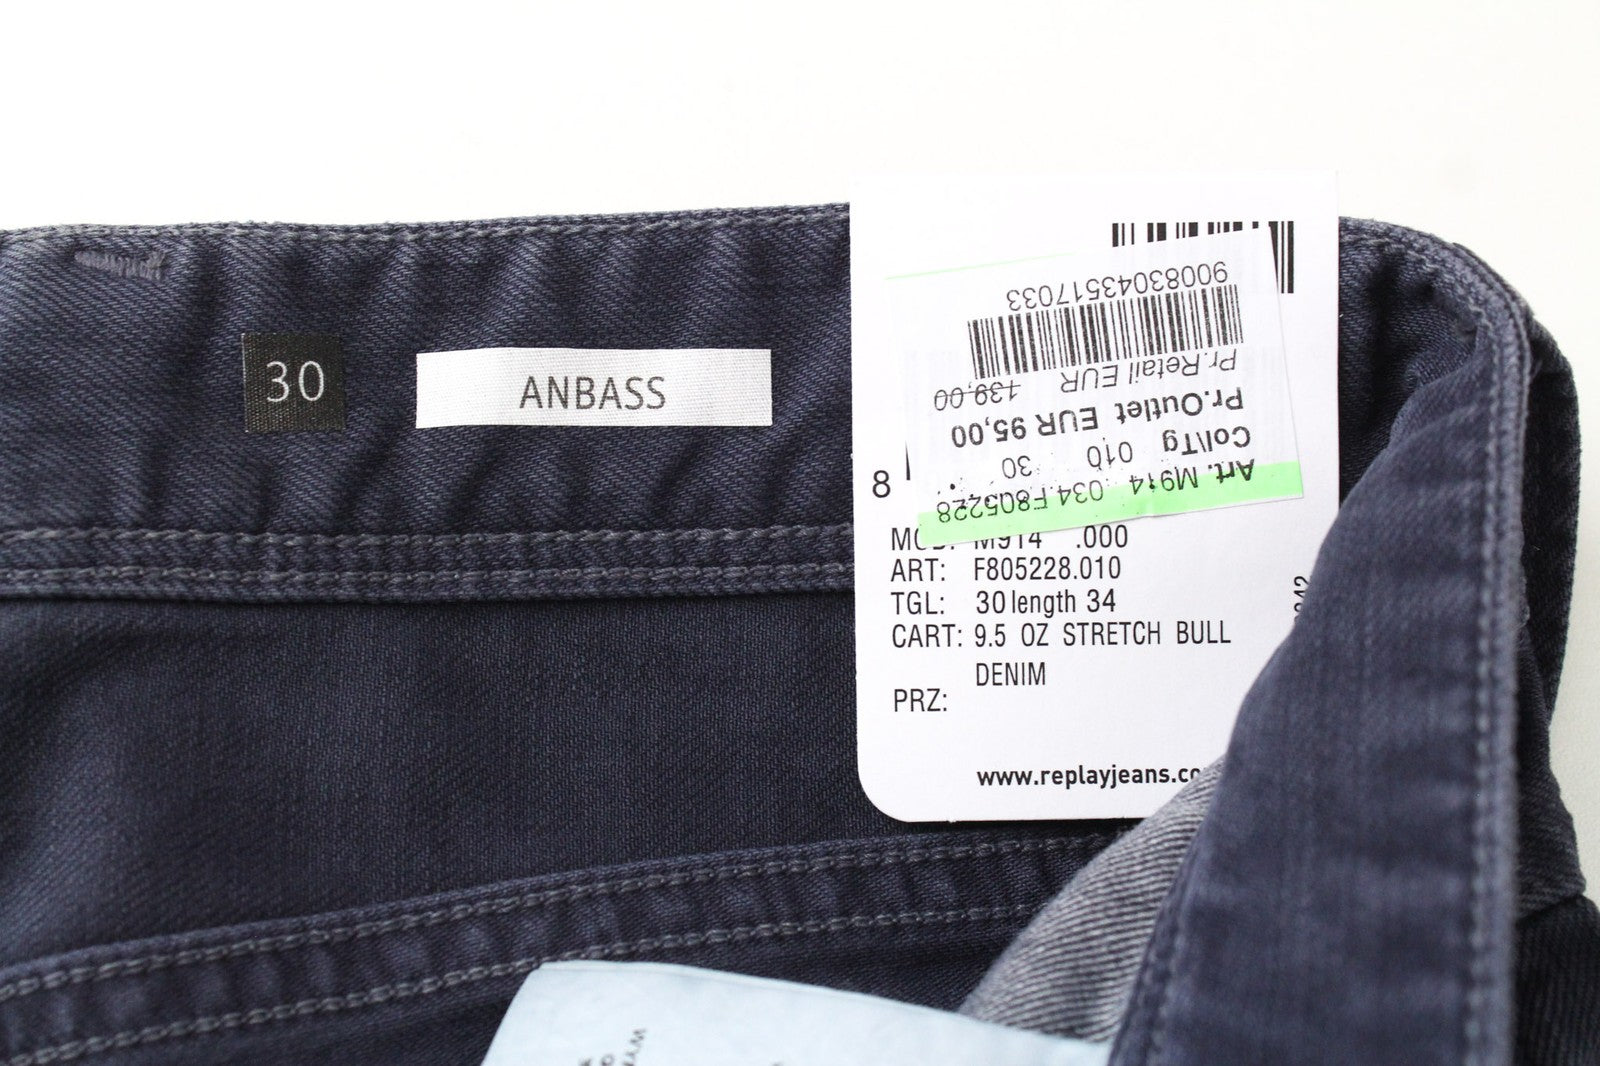 30
ANBASS
Art. M914 034.F805228
Col\Tg 010 30
Pr.Outlet EUR 95,00
Pr.Retail EUR 139,00
90083043517033
8
MOD: M914 .000
ART: F805228.010
TGL: 30 length 34
CART: 9.5 OZ STRETCH BULL
DENIM
PRZ:
www.replayjeans.co